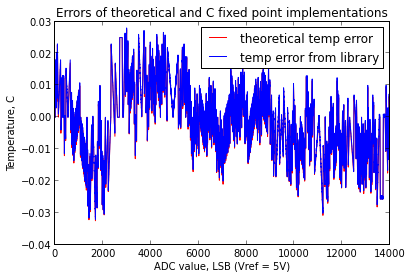 Errors of theoretical and C fixed point implementations
theoretical temp error
temp error from library
0.03
0.02
0.01
0.00
−0.01
−0.02
−0.03
−0.04
Temperature, C
0 2000 4000 6000 8000 10000 12000 14000
ADC value, LSB (Vref = 5V)